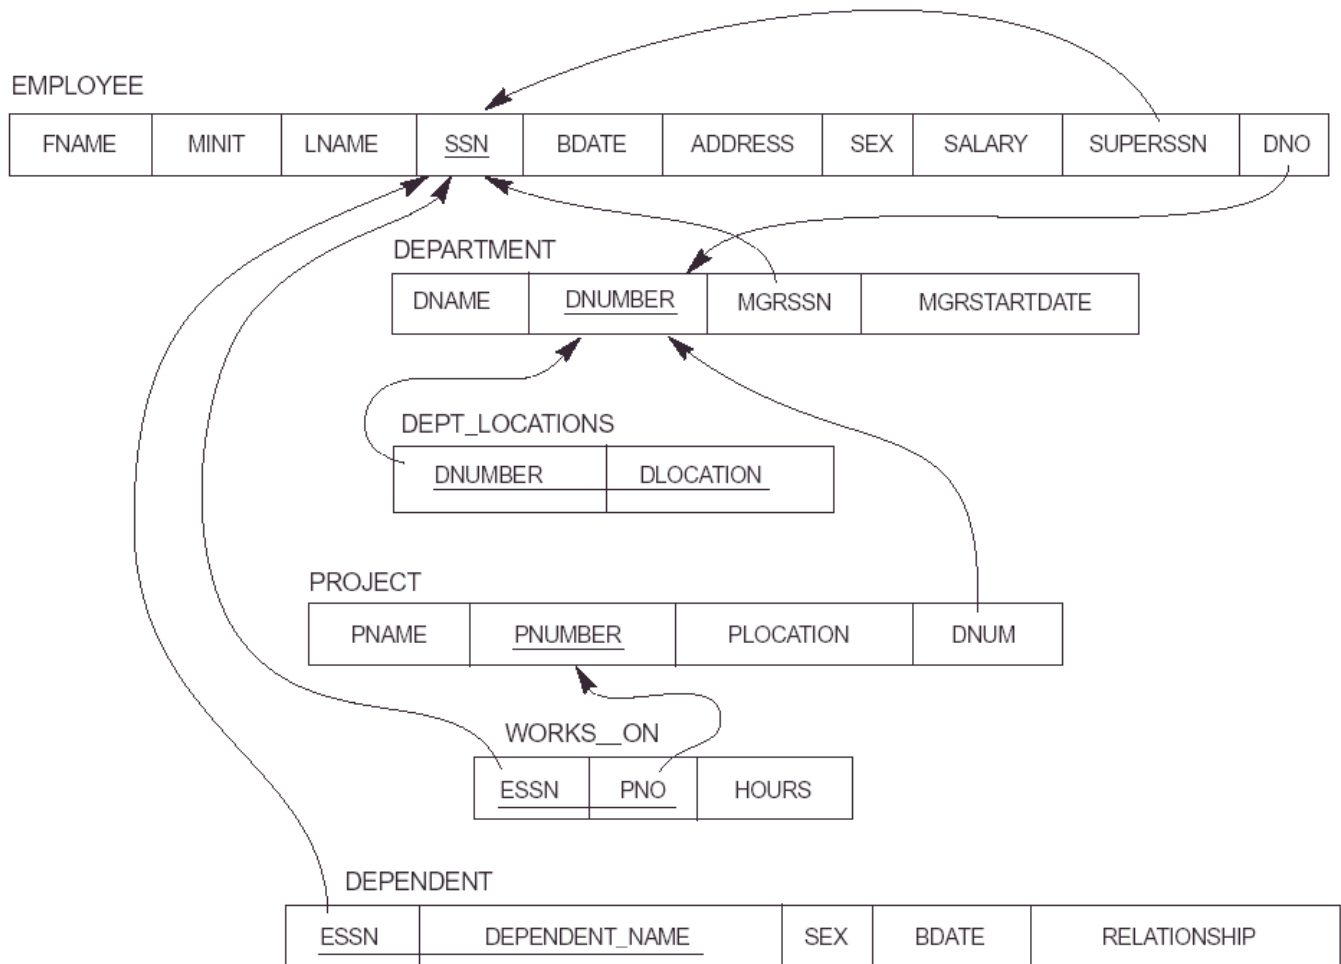 EMPLOYEE
FNAME MINIT LNAME SSN BDATE ADDRESS SEX SALARY SUPERSSN DNO
DEPARTMENT
DNAME DNUMBER MGRSSN MGRSTARTDATE
DEPT_LOCATIONS
DNUMBER DLOCATION
PROJECT
PNAME PNUMBER PLOCATION DNUM
WORKS__ON
ESSN PNO HOURS
DEPENDENT
ESSN DEPENDENT_NAME SEX BDATE RELATIONSHIP